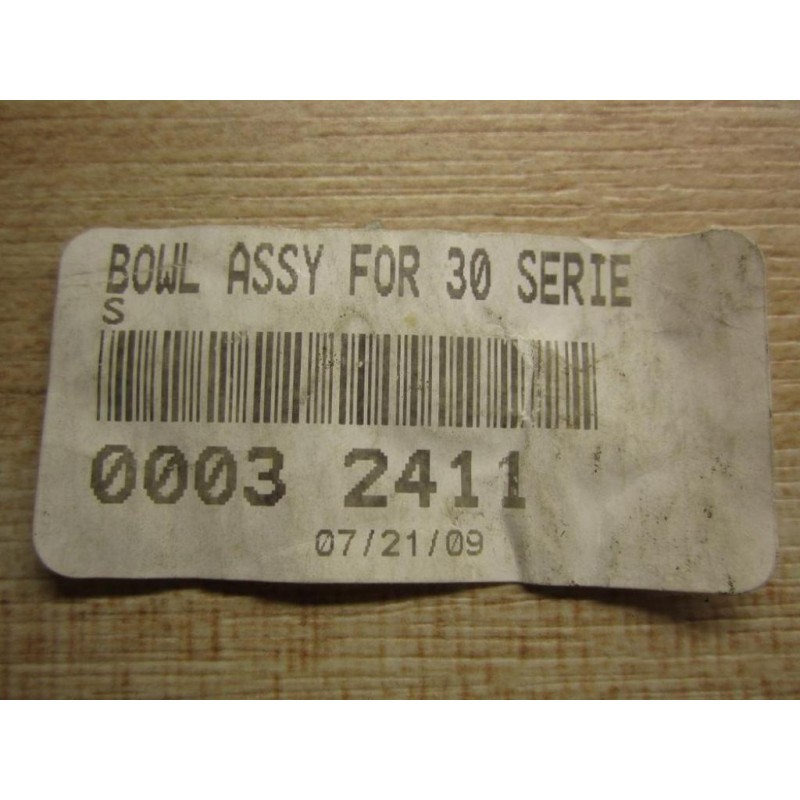 BOWL ASSY FOR 30 SERIE
S
0003 2411
07/21/09